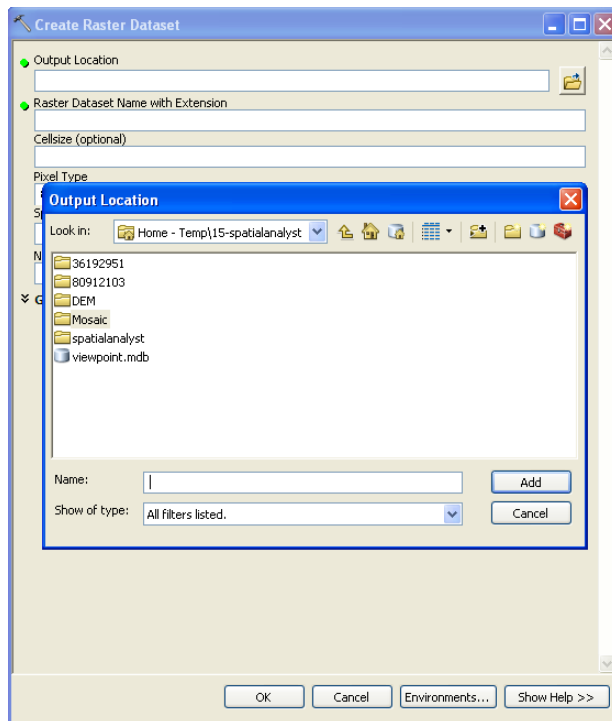 Create Raster Dataset
Output Location
Raster Dataset Name with Extension
Cellsize (optional)
Pixel Type
Output Location
Look in:
Home - Temp\15-spatialanalyst
36192951
80912103
DEM
Mosaic
spatialanalyst
viewpoint.mdb
Name:
Add
Show of type:
All filters listed.
Cancel
OK
Cancel
Environments...
Show Help >>